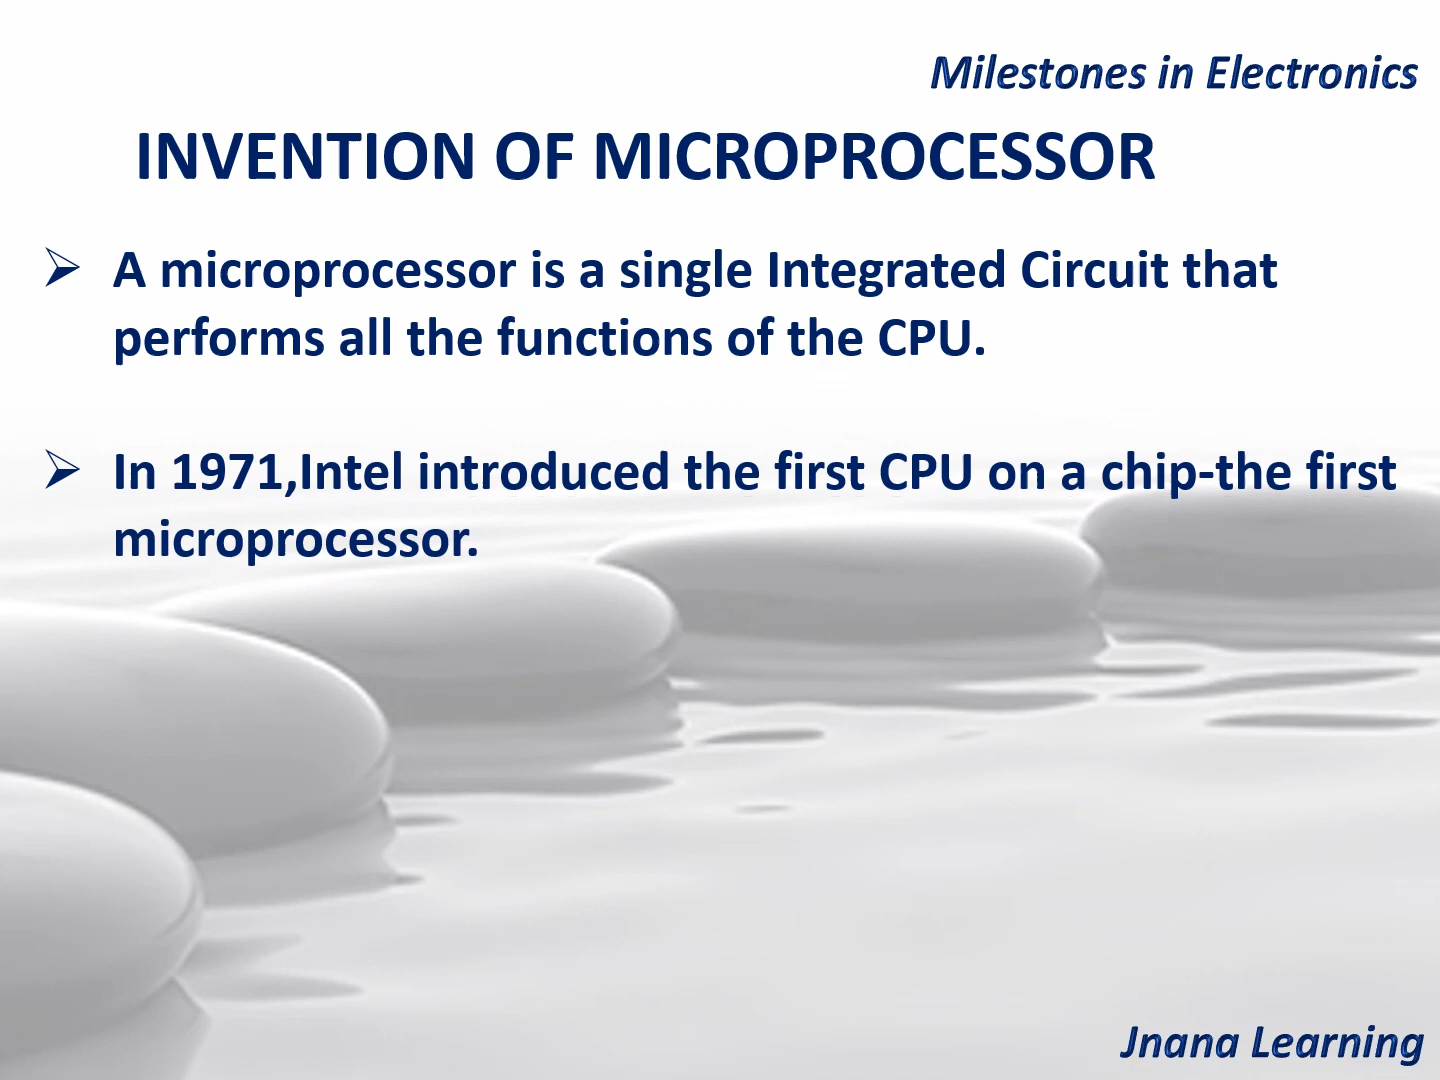 Milestones in Electronics
INVENTION OF MICROPROCESSOR
➢ A microprocessor is a single Integrated Circuit that
performs all the functions of the CPU.
➢ In 1971,Intel introduced the first CPU on a chip-the first
microprocessor.
Jnana Learning